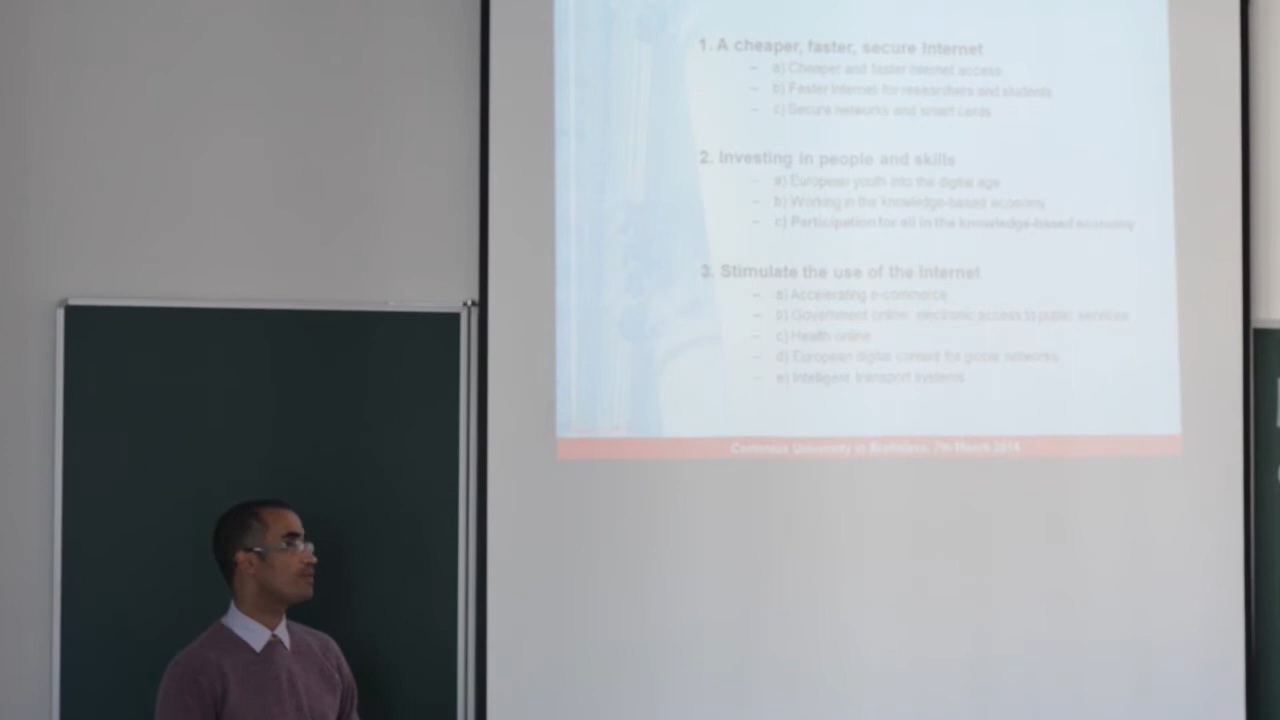 1. A cheaper, faster, secure Internet
– a) Cheaper and faster Internet access
– b) Faster Internet for researchers and students
– c) Secure networks and smart cards
2. Investing in people and skills
– a) European youth into the digital age
– b) Working in the knowledge-based economy
– c) Participation for all in the knowledge-based economy
3. Stimulate the use of the Internet
– a) Accelerating e-commerce
– b) Government online: electronic access to public services
– c) Health online
– d) European digital content for global networks
– e) Intelligent transport systems
Comenius University in Bratislava, 7th March 2014